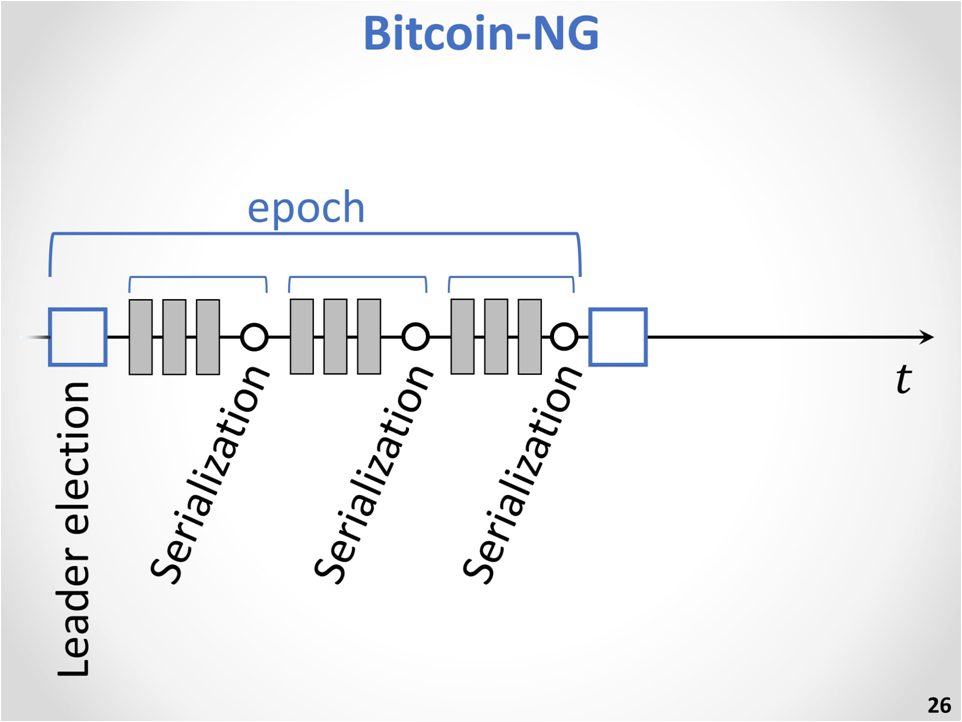 Bitcoin-NG
epoch
t
Leader election
Serialization
Serialization
Serialization
26